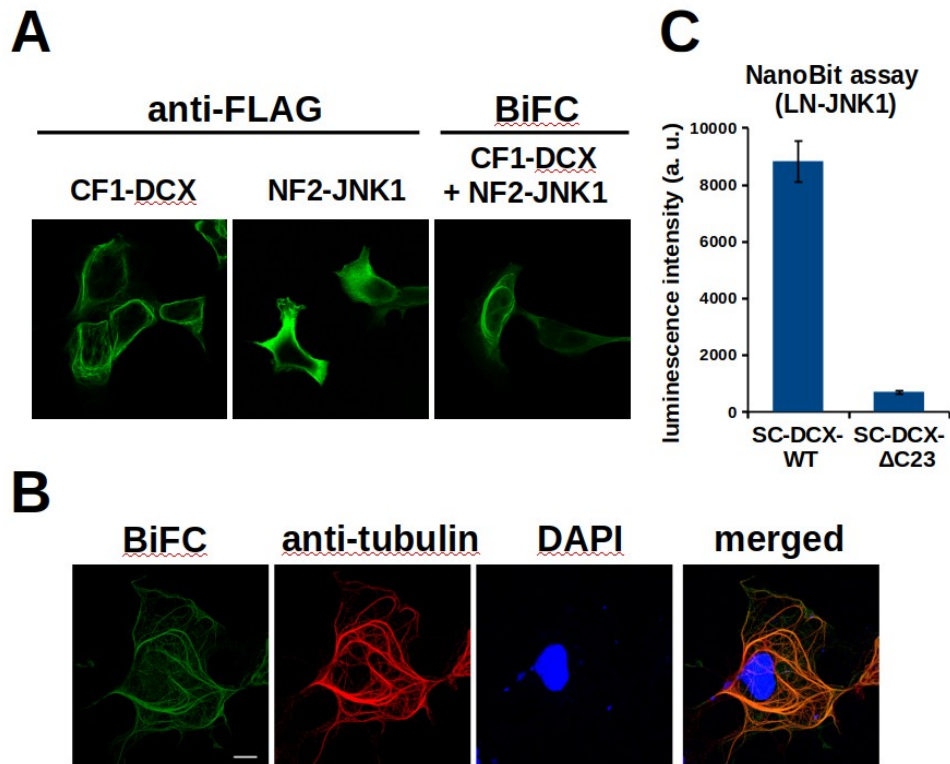 A
anti-FLAG
BiFC
CF1-DCX
NF2-JNK1
CF1-DCX
+ NF2-JNK1
C
NanoBit assay
(LN-JNK1)
luminescence intensity (a. u.)
10000
8000
6000
4000
2000
0
SC-DCX-
WT
SC-DCX-
ΔC23
B
BiFC
anti-tubulin
DAPI
merged